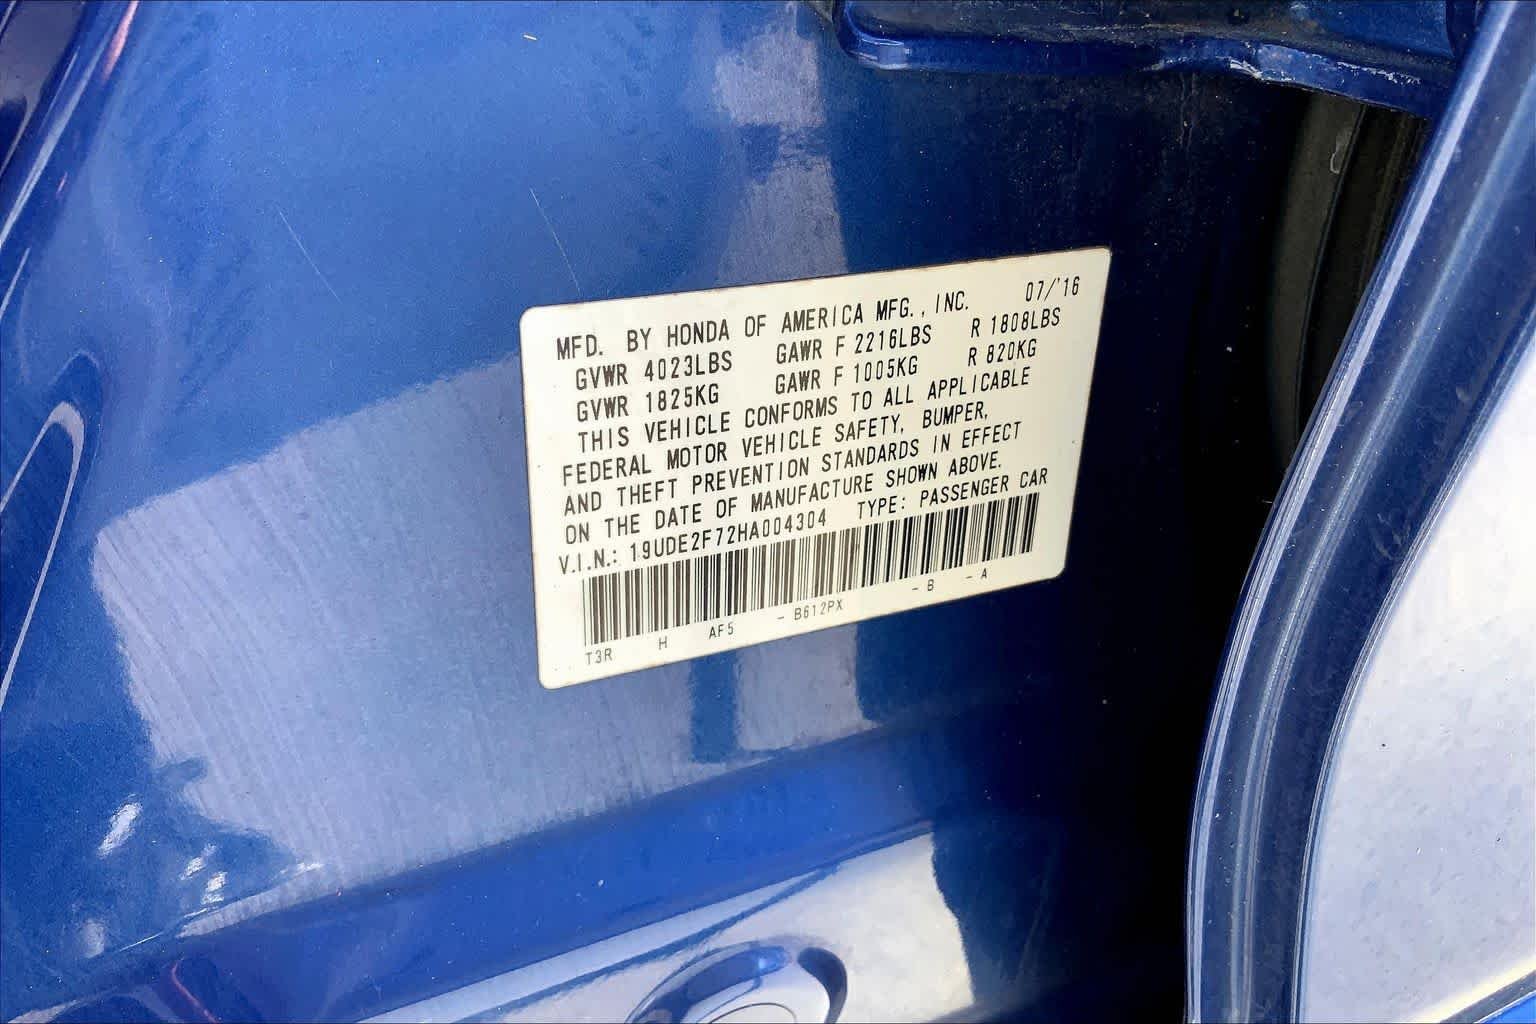 MFD. BY HONDA OF AMERICA MFG., INC. 07/'16
GVWR 4023LBS GAWR F 2216LBS R 1808LBS
GVWR 1825KG GAWR F 1005KG R 820KG
THIS VEHICLE CONFORMS TO ALL APPLICABLE
FEDERAL MOTOR VEHICLE SAFETY, BUMPER,
AND THEFT PREVENTION STANDARDS IN EFFECT
ON THE DATE OF MANUFACTURE SHOWN ABOVE.
V.I.N.: 19UDE2F72HA004304 TYPE: PASSENGER CAR
T3R H AF5 - B612PX - B - A